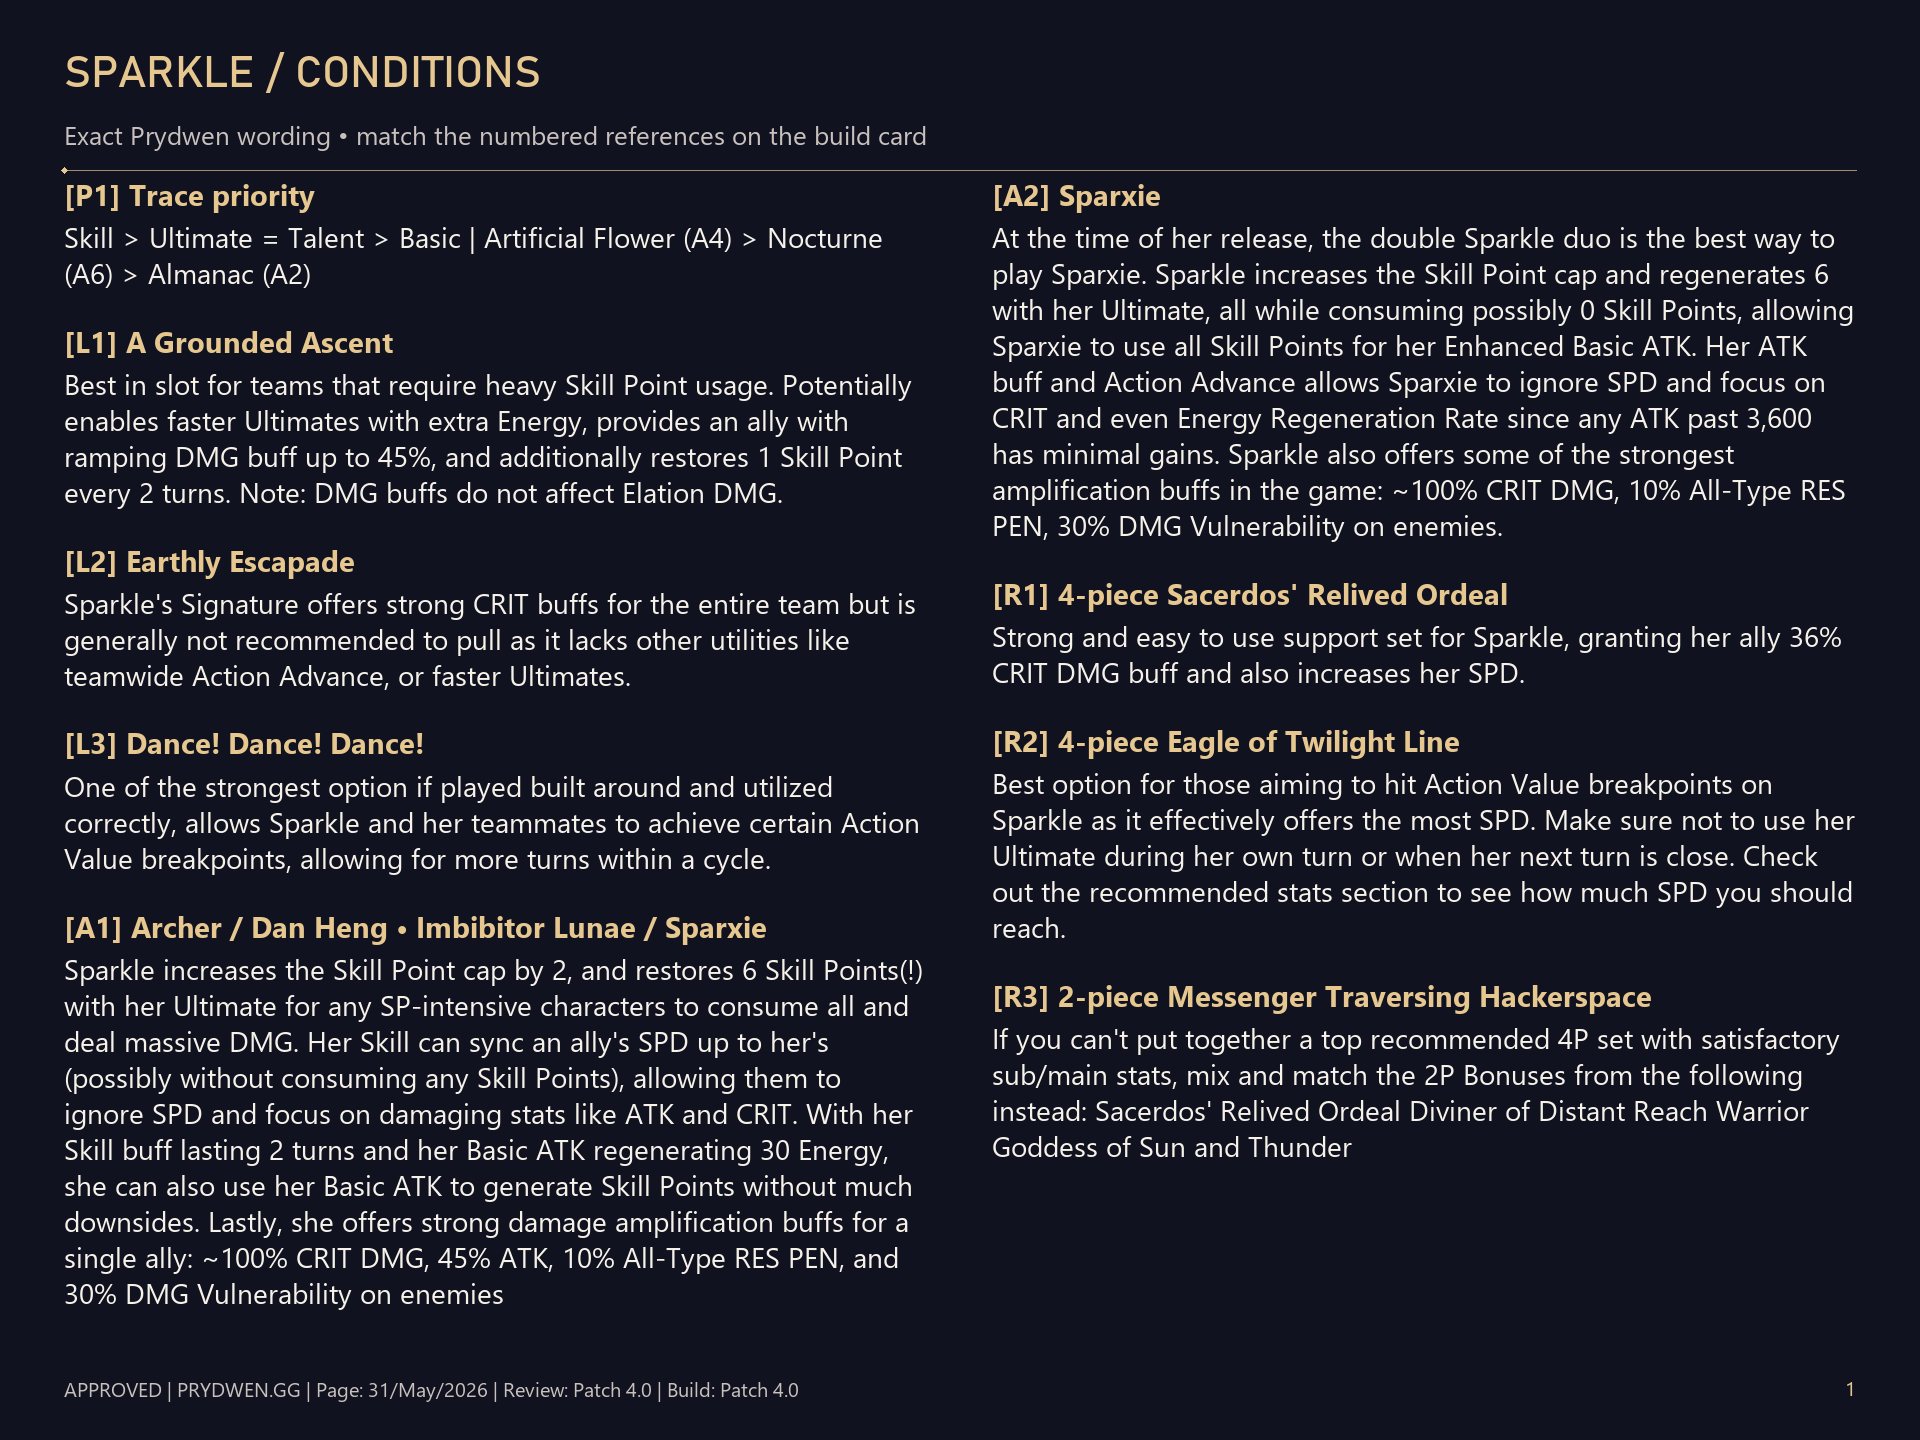 SPARKLE / CONDITIONS
Exact Prydwen wording • match the numbered references on the build card
[P1] Trace priority
Skill > Ultimate = Talent > Basic | Artificial Flower (A4) > Nocturne
(A6) > Almanac (A2)
[L1] A Grounded Ascent
Best in slot for teams that require heavy Skill Point usage. Potentially
enables faster Ultimates with extra Energy, provides an ally with
ramping DMG buff up to 45%, and additionally restores 1 Skill Point
every 2 turns. Note: DMG buffs do not affect Elation DMG.
[L2] Earthly Escapade
Sparkle's Signature offers strong CRIT buffs for the entire team but is
generally not recommended to pull as it lacks other utilities like
teamwide Action Advance, or faster Ultimates.
[L3] Dance! Dance! Dance!
One of the strongest option if played built around and utilized
correctly, allows Sparkle and her teammates to achieve certain Action
Value breakpoints, allowing for more turns within a cycle.
[A1] Archer / Dan Heng • Imbibitor Lunae / Sparxie
Sparkle increases the Skill Point cap by 2, and restores 6 Skill Points(!)
with her Ultimate for any SP-intensive characters to consume all and
deal massive DMG. Her Skill can sync an ally's SPD up to her's
(possibly without consuming any Skill Points), allowing them to
ignore SPD and focus on damaging stats like ATK and CRIT. With her
Skill buff lasting 2 turns and her Basic ATK regenerating 30 Energy,
she can also use her Basic ATK to generate Skill Points without much
downsides. Lastly, she offers strong damage amplification buffs for a
single ally: ~100% CRIT DMG, 45% ATK, 10% All-Type RES PEN, and
30% DMG Vulnerability on enemies
[A2] Sparxie
At the time of her release, the double Sparkle duo is the best way to
play Sparxie. Sparkle increases the Skill Point cap and regenerates 6
with her Ultimate, all while consuming possibly 0 Skill Points, allowing
Sparxie to use all Skill Points for her Enhanced Basic ATK. Her ATK
buff and Action Advance allows Sparxie to ignore SPD and focus on
CRIT and even Energy Regeneration Rate since any ATK past 3,600
has minimal gains. Sparkle also offers some of the strongest
amplification buffs in the game: ~100% CRIT DMG, 10% All-Type RES
PEN, 30% DMG Vulnerability on enemies.
[R1] 4-piece Sacerdos' Relived Ordeal
Strong and easy to use support set for Sparkle, granting her ally 36%
CRIT DMG buff and also increases her SPD.
[R2] 4-piece Eagle of Twilight Line
Best option for those aiming to hit Action Value breakpoints on
Sparkle as it effectively offers the most SPD. Make sure not to use her
Ultimate during her own turn or when her next turn is close. Check
out the recommended stats section to see how much SPD you should
reach.
[R3] 2-piece Messenger Traversing Hackerspace
If you can't put together a top recommended 4P set with satisfactory
sub/main stats, mix and match the 2P Bonuses from the following
instead: Sacerdos' Relived Ordeal Diviner of Distant Reach Warrior
Goddess of Sun and Thunder
APPROVED | PRYDWEN.GG | Page: 31/May/2026 | Review: Patch 4.0 | Build: Patch 4.0
1